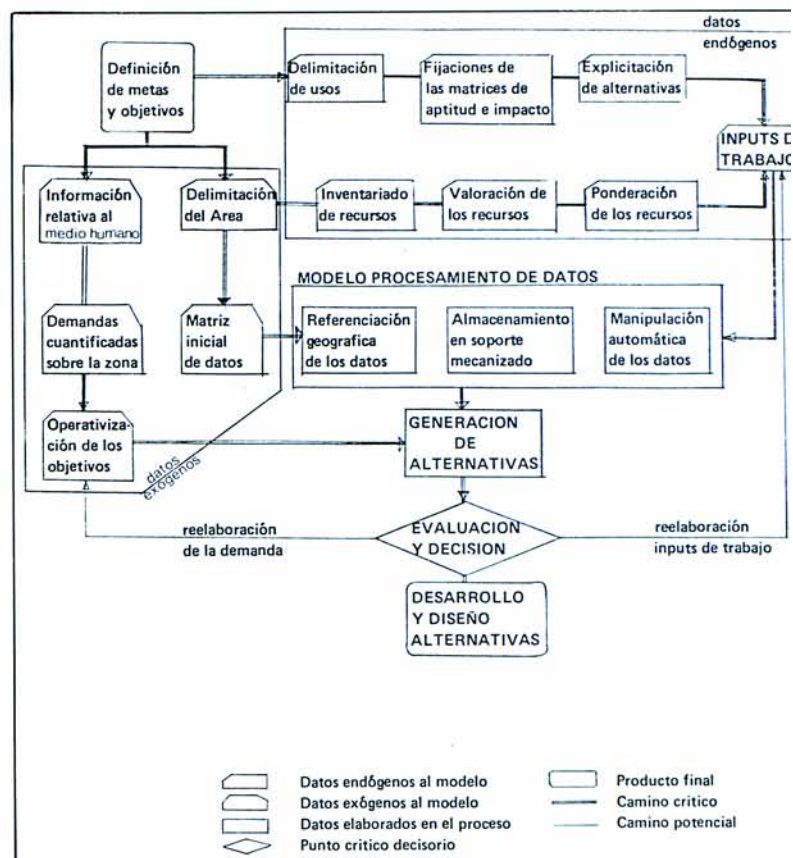 datos
endógenos
Definición
de metas
y objetivos
Delimitación
de usos
Fijaciones de
las matrices de
aptitud e impacto
Explicitación
de alternativas
INPUTS D
TRABAJO
Información
relativa al
medio humano
Delimitación
del Area
Inventariado
de recursos
Valoración de
los recursos
Ponderación
de los recursos
MODELO PROCESAMIENTO DE DATOS
Demandas
cuantificadas
sobre la zona
Matriz
inicial
de datos
Referenciación
geografica
de los datos
Almacenamiento
en soporte
mecanizado
Manipulación
automática
de los datos
Operativiza-
ción de los
objetivos
datos
exógenos
GENERACION
DE
ALTERNATIVAS
reelaboración
de la demanda
EVALUACION
Y DECISION
reelaboración
inputs de trabajo
DESARROLLO
Y DISEÑO
ALTERNATIVAS
Datos endógenos al modelo
Datos exógenos al modelo
Datos elaborados en el proceso
Punto critico decisorio
Producto final
Camino critico
Camino potencial